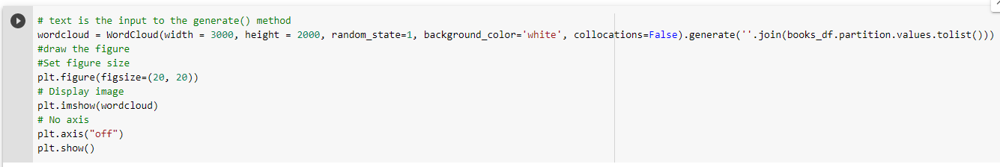 # text is the input to the generate() method
wordcloud = WordCloud(width = 3000, height = 2000, random_state=1, background_color='white', collocations=False).generate(''.join(books_df.partition.values.tolist()))
#draw the figure
#Set figure size
plt.figure(figsize=(20, 20))
# Display image
plt.imshow(wordcloud)
# No axis
plt.axis("off")
plt.show()